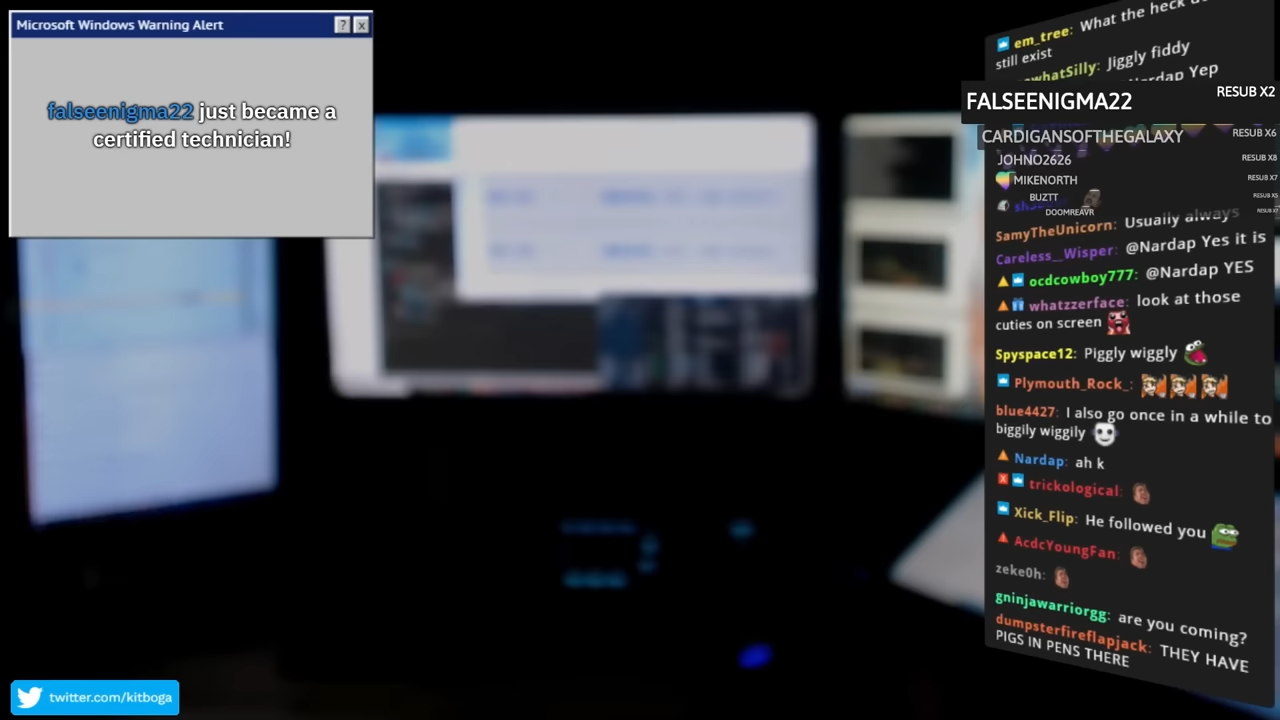 Microsoft Windows Warning Alert
? x
falseenigma22 just became a
certified technician!
em_tree: What the heck
still exist
whatSilly: Jiggly fiddy
Nardap Yep
FALSEENIGMA22 RESUB X2
CARDIGANSOFTHEGALAXY RESUB X6
JOHNO2626 RESUB X8
MIKENORTH RESUB X7
BUZTT
DOOMREAVR
SamyTheUnicorn: Usually always
Careless__Wisper: @Nardap Yes it is
ocdcowboy777: @Nardap YES
whatzzerface: look at those
cuties on screen
Spyspace12: Piggly wiggly
Plymouth_Rock_:
blue4427: I also go once in a while to
biggily wiggily
Nardap: ah k
trickological:
Xick_Flip: He followed you
AcdcYoungFan:
zeke0h:
gninjawarriorgg: are you coming?
dumpsterfireflapjack: THEY HAVE
PIGS IN PENS THERE
twitter.com/kitboga